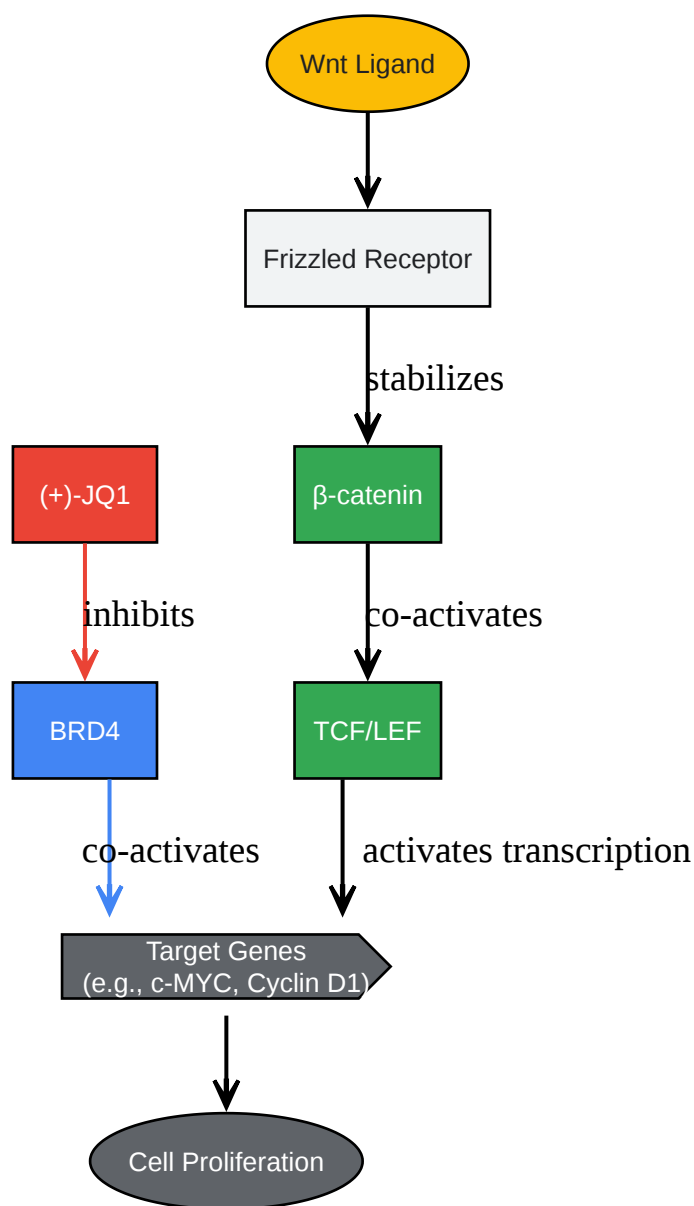 Wnt Ligand
Frizzled Receptor
stabilizes
(+)-JQ1
β-catenin
inhibits
co-activates
BRD4
TCF/LEF
co-activates
activates transcription
Target Genes
(e.g., c-MYC, Cyclin D1)
Cell Proliferation